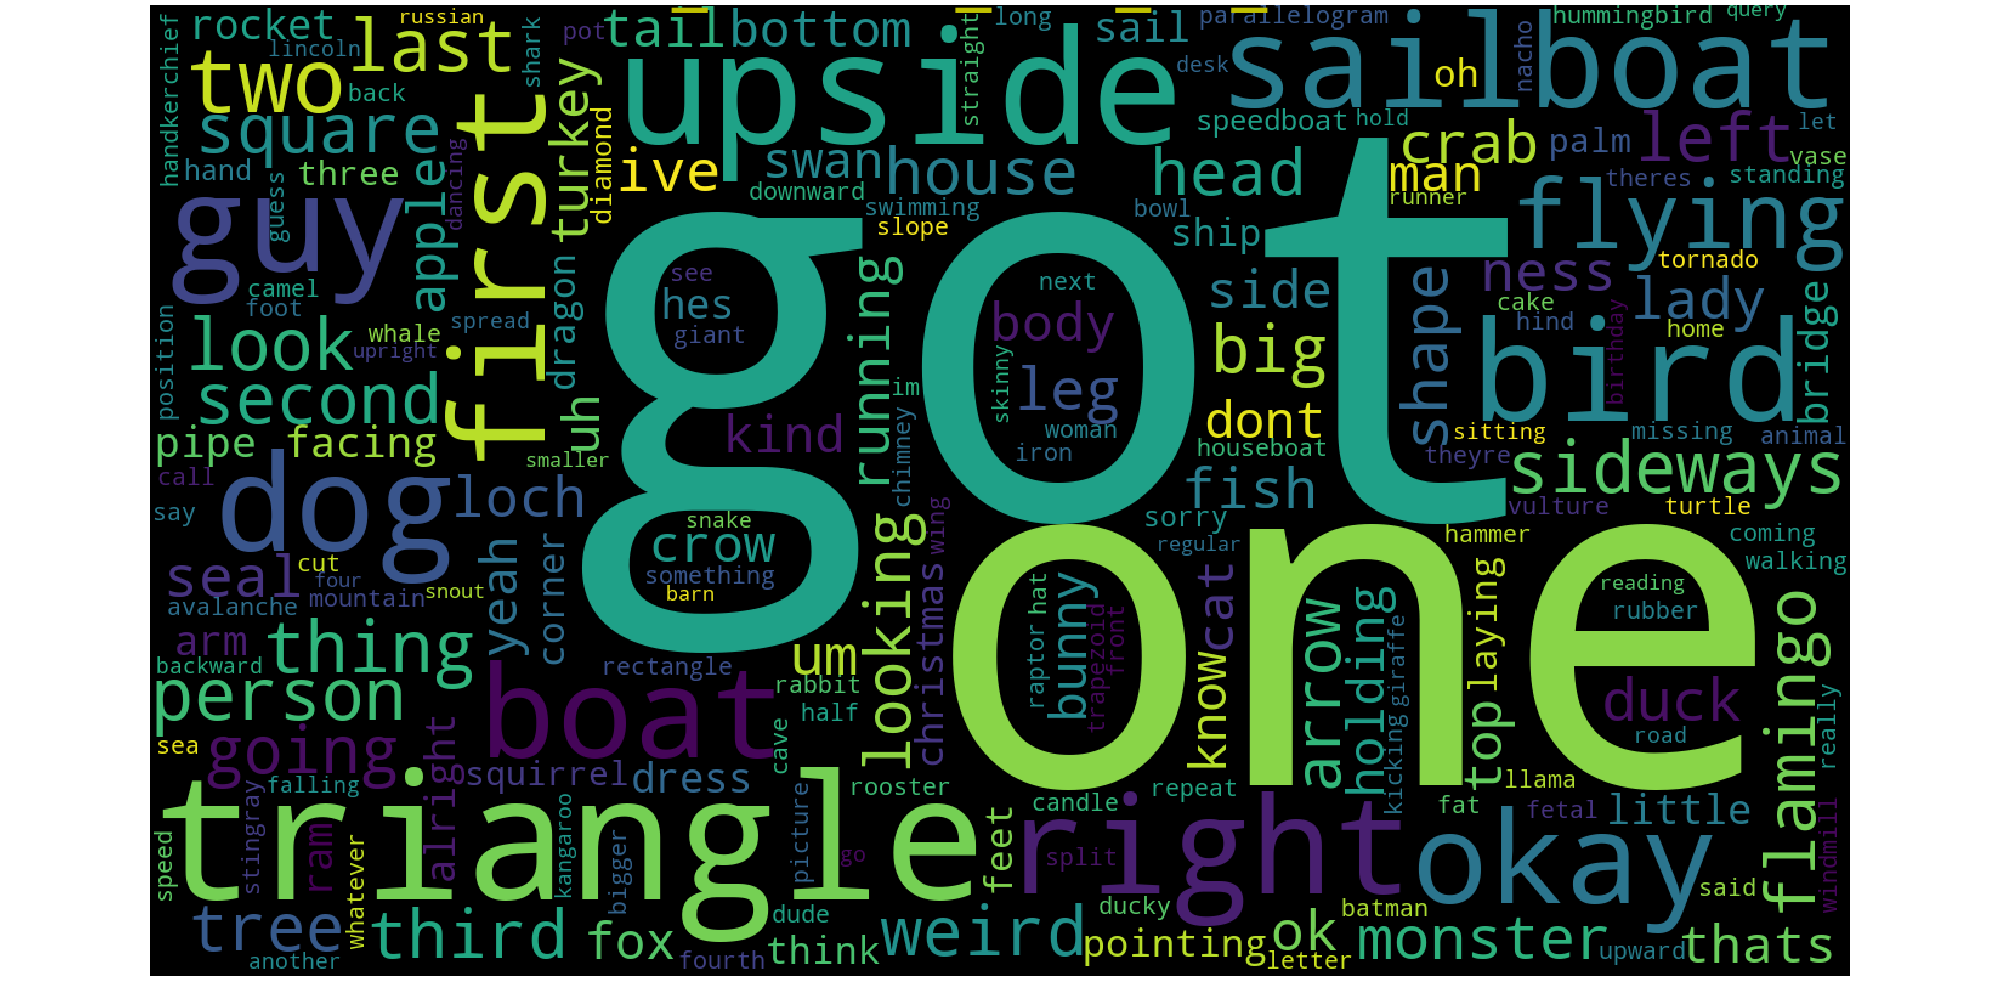 handkerchief
rocket
lincoln
russian
two
last
back
shark
pot
tail
bottom
long
sail
parallelogram
hummingbird
query
square
first
turkey
diamond
upside
straight
desk
sailboat
oh
nacho
hand
three
guess
dancing
apple
ive
swan
house
downward
speedboat
hold
head
crab
man
palm
left
let
vase
guy
swimming
slope
bowl
ship
runner
theres
standing
flying
camel
foot
dragon
got
see
hes
giant
running
next
body
side
shape
ness
tornado
lady
bridge
position
look
whale
upright
spread
skinny
big
cake
hind
birthday
home
bird
second
im
leg
dont
pipe
facing
uh
smaller
kind
chimney
woman
iron
houseboat
theyre
sitting
missing
animal
sideways
call
dog
loch
fish
vulture
turtle
say
yeah
corner
snake
crow
something
barn
looking
christmas
wing
sorry
regular
one
hammer
coming
walking
seal
cut
four
mountain
snout
avalanche
raptor
hat
bunny
trapezoid
front
know
cat
arrow
holding
kicking
giraffe
top
playing
reading
rubber
flamingo
arm
thing
backward
person
rectangle
um
rabbit
half
boat
duck
road
really
sea
going
alright
squirrel
dress
cave
falling
rooster
candle
repeat
llama
triangle
speed
stingray
ram
whatever
kangaroo
bigger
picture
go
feet
split
right
fat
fetal
little
okay
said
windmill
tree
another
third
fox
fourth
dude
think
weird
ducky
pointing
ok
letter
batman
monster
upward
thats